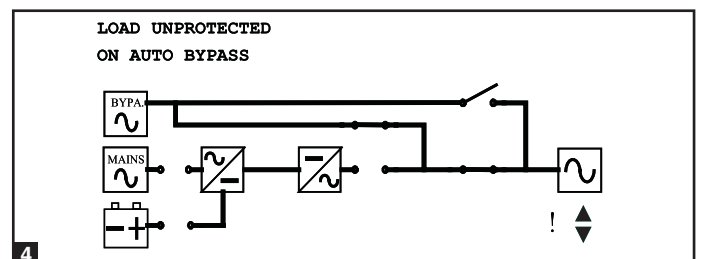 LOAD UNPROTECTED
ON AUTO BYPASS
BYPA.
MAINS
!
4